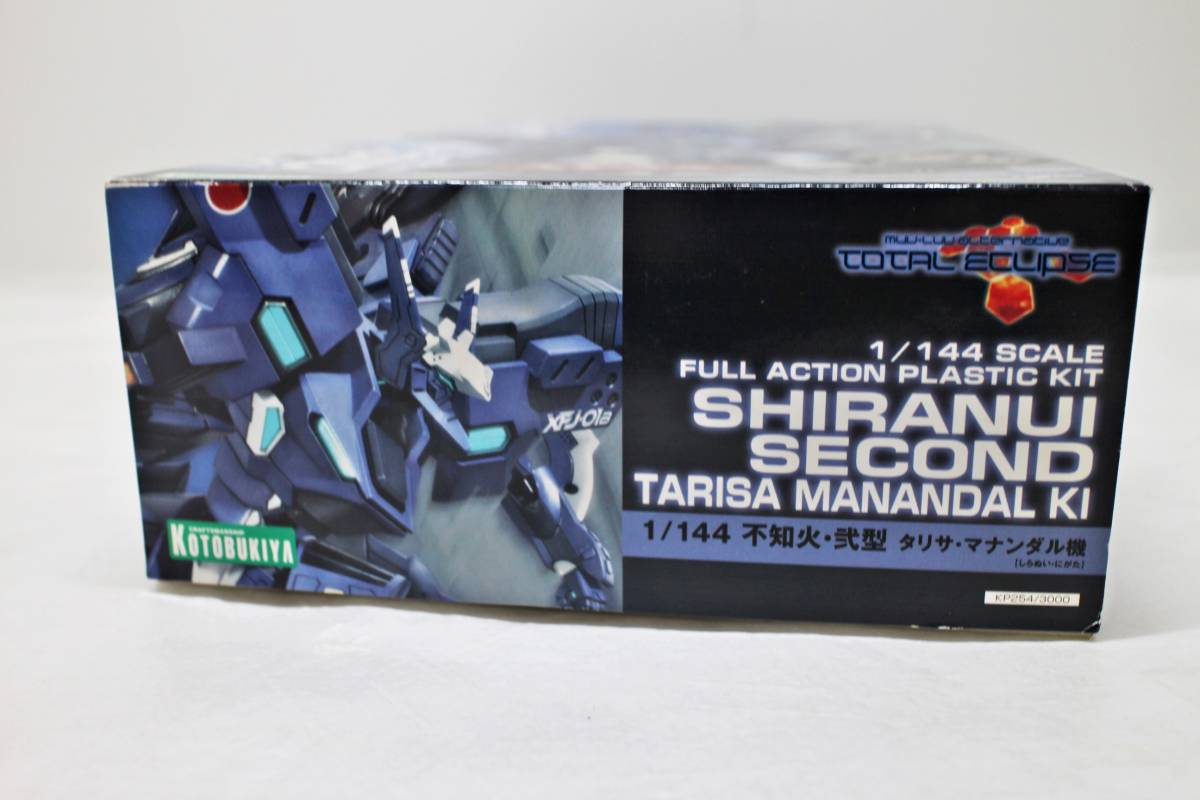 XFJ-01a
CRAFTSMANSHIP
KOTOBUKIYA
muv-luv alternative
TOTAL ECLIPSE
1/144 SCALE
FULL ACTION PLASTIC KIT
SHIRANUI
SECOND
TARISA MANANDAL KI
1/144 不知火・弐型 タリサ・マナンダル機
[しらぬい・にがた]
KP254/3000